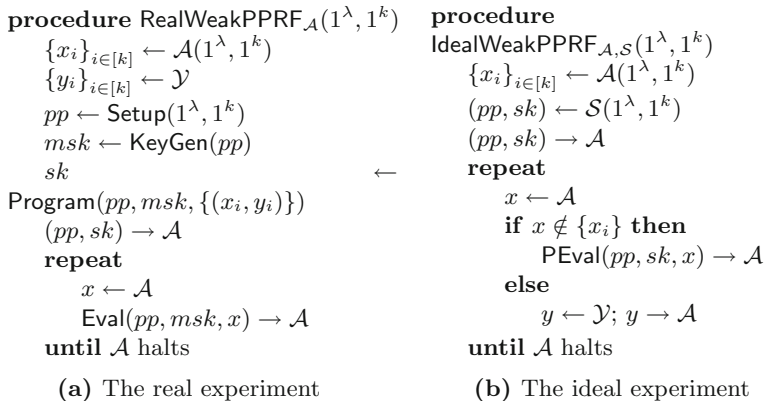 procedure RealWeakPPRF_𝒜(1^λ, 1^k)
{x_i}_{i∈[k]} ← 𝒜(1^λ, 1^k)
{y_i}_{i∈[k]} ← 𝒴
pp ← Setup(1^λ, 1^k)
msk ← KeyGen(pp)
sk ←
Program(pp, msk, {(x_i, y_i)})
(pp, sk) → 𝒜
repeat
x ← 𝒜
Eval(pp, msk, x) → 𝒜
until 𝒜 halts
(a) The real experiment
procedure
IdealWeakPPRF_{𝒜,𝒮}(1^λ, 1^k)
{x_i}_{i∈[k]} ← 𝒜(1^λ, 1^k)
(pp, sk) ← 𝒮(1^λ, 1^k)
(pp, sk) → 𝒜
repeat
x ← 𝒜
if x ∉ {x_i} then
PEval(pp, sk, x) → 𝒜
else
y ← 𝒴; y → 𝒜
until 𝒜 halts
(b) The ideal experiment